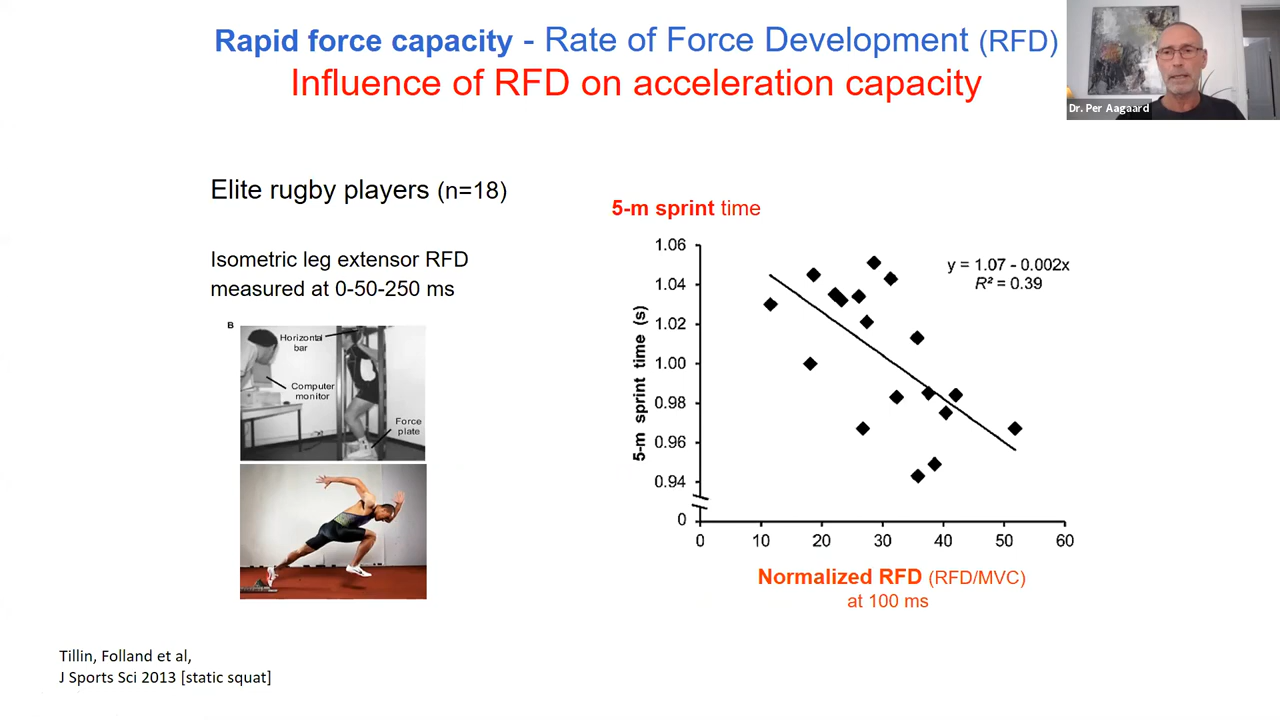 Rapid force capacity - Rate of Force Development (RFD)
Influence of RFD on acceleration capacity
Dr. Per Aagaard
Elite rugby players (n=18)
Isometric leg extensor RFD
measured at 0-50-250 ms
B
Horizontal
bar
Computer
monitor
Force
plate
5-m sprint time
y = 1.07 - 0.002x
R² = 0.39
5-m sprint time (s)
1.06
1.04
1.02
1.00
0.98
0.96
0.94
0
0 10 20 30 40 50 60
Normalized RFD (RFD/MVC)
at 100 ms
Tillin, Folland et al,
J Sports Sci 2013 [static squat]